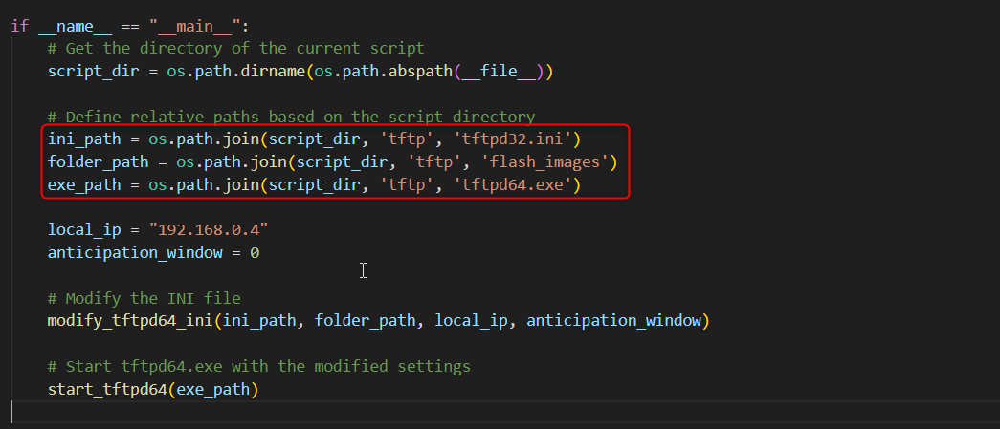 if __name__ == "__main__":
    # Get the directory of the current script
    script_dir = os.path.dirname(os.path.abspath(__file__))
    # Define relative paths based on the script directory
    ini_path = os.path.join(script_dir, 'tftp', 'tftpd32.ini')
    folder_path = os.path.join(script_dir, 'tftp', 'flash_images')
    exe_path = os.path.join(script_dir, 'tftp', 'tftpd64.exe')
    local_ip = "192.168.0.4"
    anticipation_window = 0
    # Modify the INI file
    modify_tftpd64_ini(ini_path, folder_path, local_ip, anticipation_window)
    # Start tftpd64.exe with the modified settings
    start_tftpd64(exe_path)